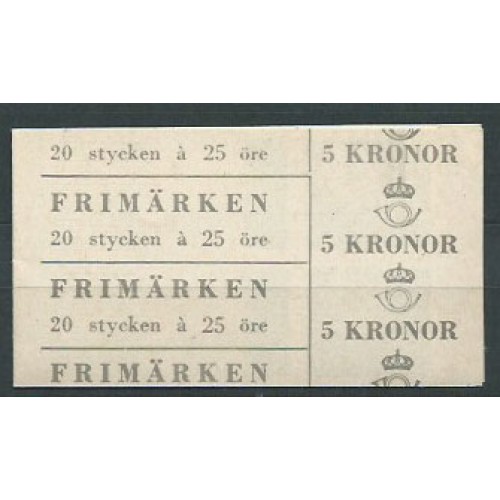 20 stycken à 25 öre
5 KRONOR
FRIMÄRKEN
20 stycken à 25 öre
5 KRONOR
FRIMÄRKEN
20 stycken à 25 öre
5 KRONOR
FRIMÄRKEN